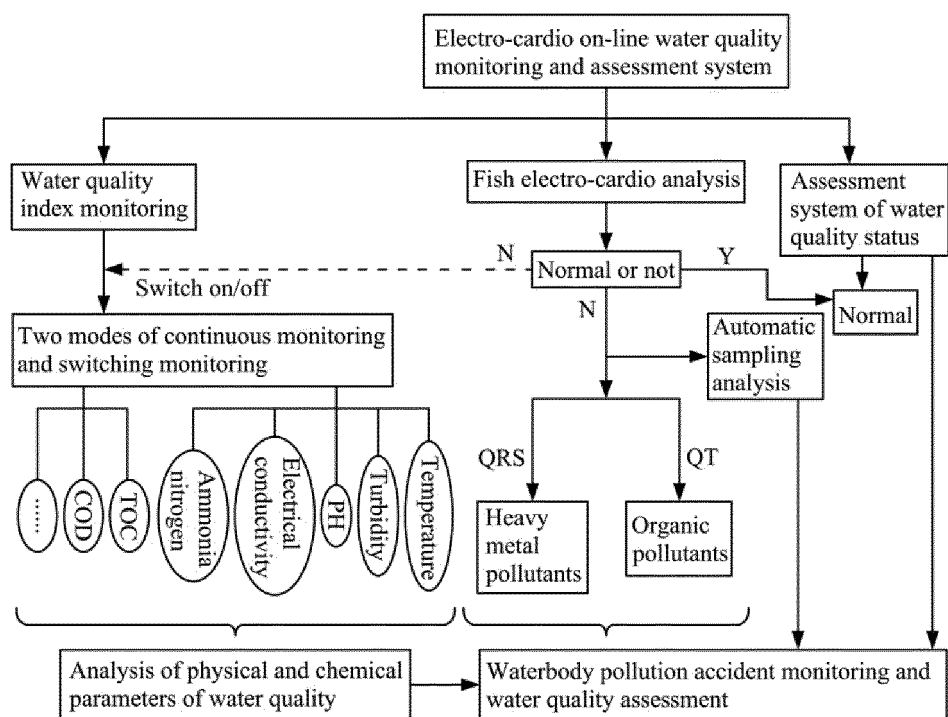 Electro-cardio on-line water quality
monitoring and assessment system
Water quality
index monitoring
Fish electro-cardio analysis
Assessment
system of water
quality status
N
Switch on/off
Normal or not
Y
Normal
N
Two modes of continuous monitoring
and switching monitoring
Automatic
sampling
analysis
......
COD
TOC
Ammonia
nitrogen
Electrical
conductivity
PH
Turbidity
Temperature
QRS
QT
Heavy
metal
pollutants
Organic
pollutants
Analysis of physical and chemical
parameters of water quality
Waterbody pollution accident monitoring and
water quality assessment